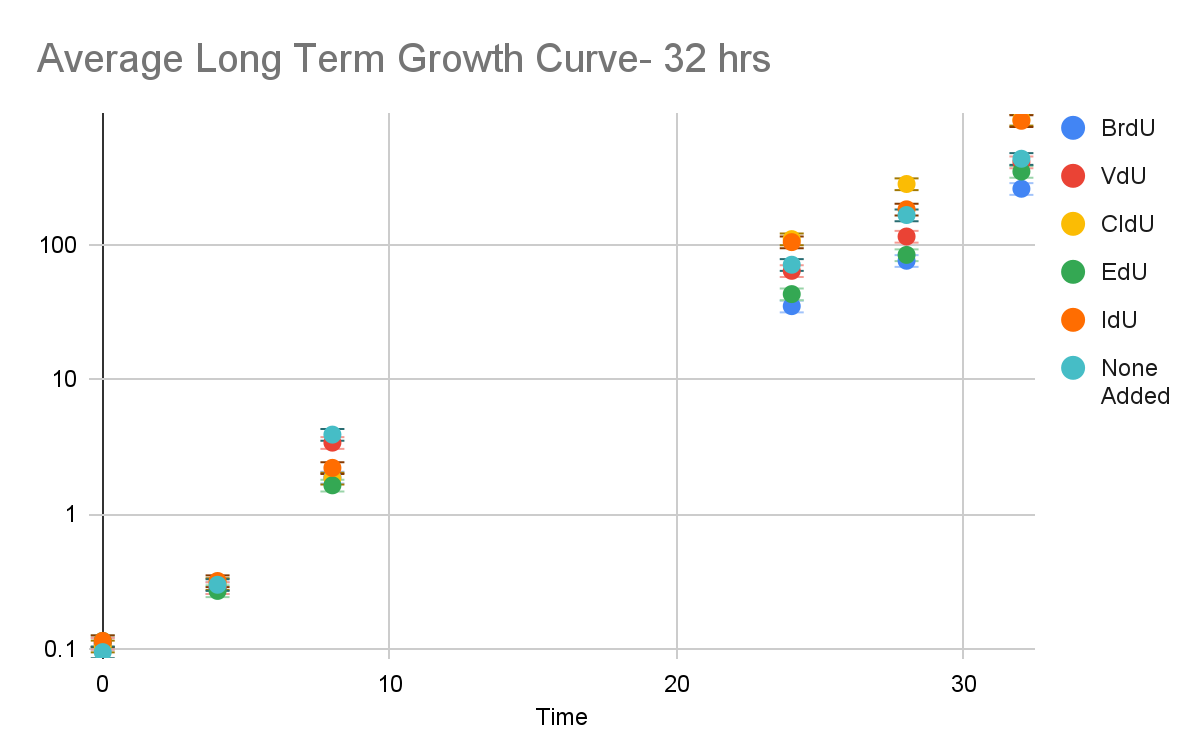 Average Long Term Growth Curve- 32 hrs
BrdU
VdU
CldU
EdU
IdU
None
Added
100
10
1
0.1
0
10
20
30
Time